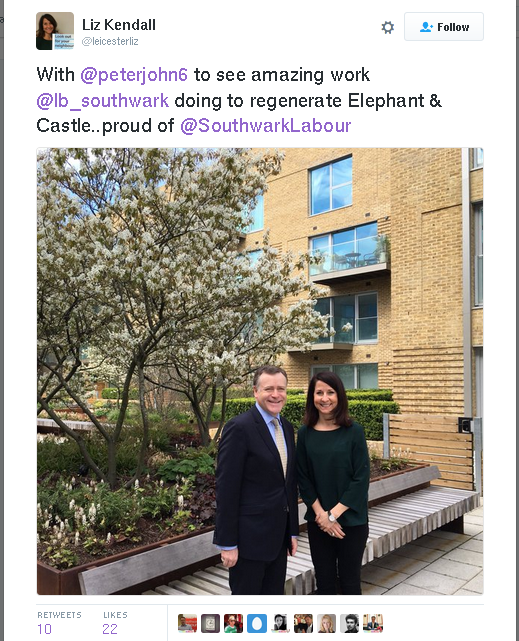 Liz Kendall
@leicesterliz
Follow
With @peterjohn6 to see amazing work
@lb_southwark doing to regenerate Elephant &
Castle..proud of @SouthwarkLabour
RETWEETS LIKES
10 22